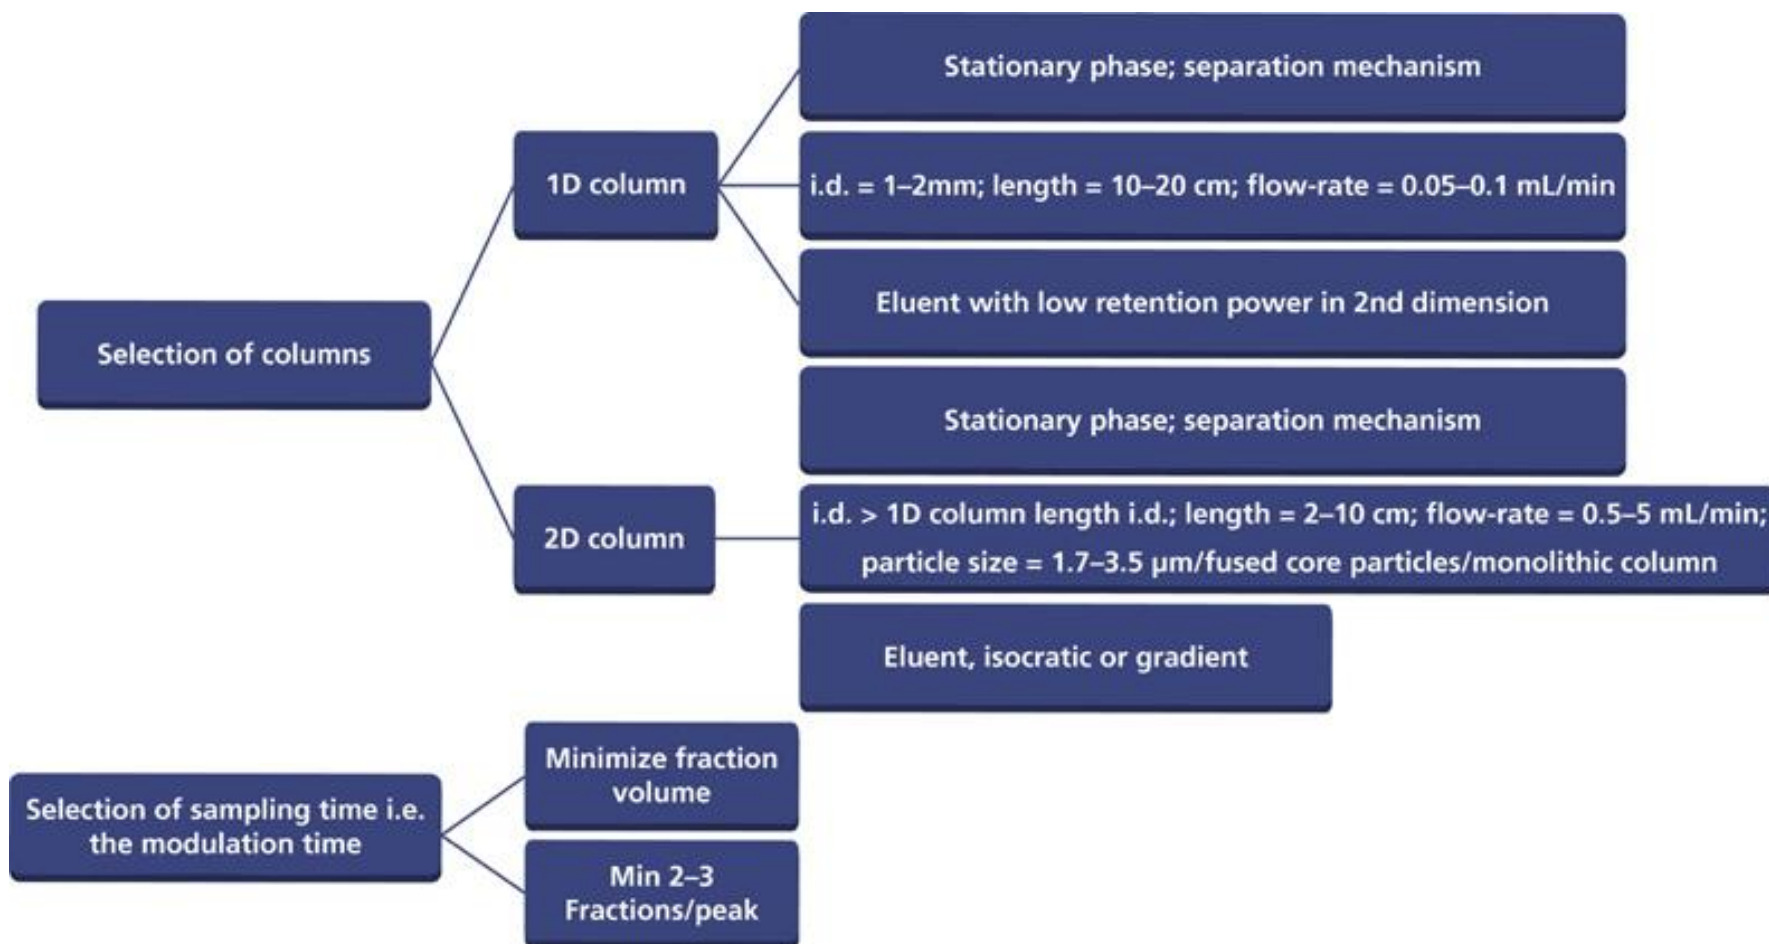 Stationary phase; separation mechanism
1D column
i.d. = 1–2mm; length = 10–20 cm; flow-rate = 0.05–0.1 mL/min
Eluent with low retention power in 2nd dimension
Selection of columns
Stationary phase; separation mechanism
2D column
i.d. > 1D column length i.d.; length = 2–10 cm; flow-rate = 0.5–5 mL/min;
particle size = 1.7–3.5 μm/fused core particles/monolithic column
Eluent, isocratic or gradient
Selection of sampling time i.e.
the modulation time
Minimize fraction
volume
Min 2–3
Fractions/peak